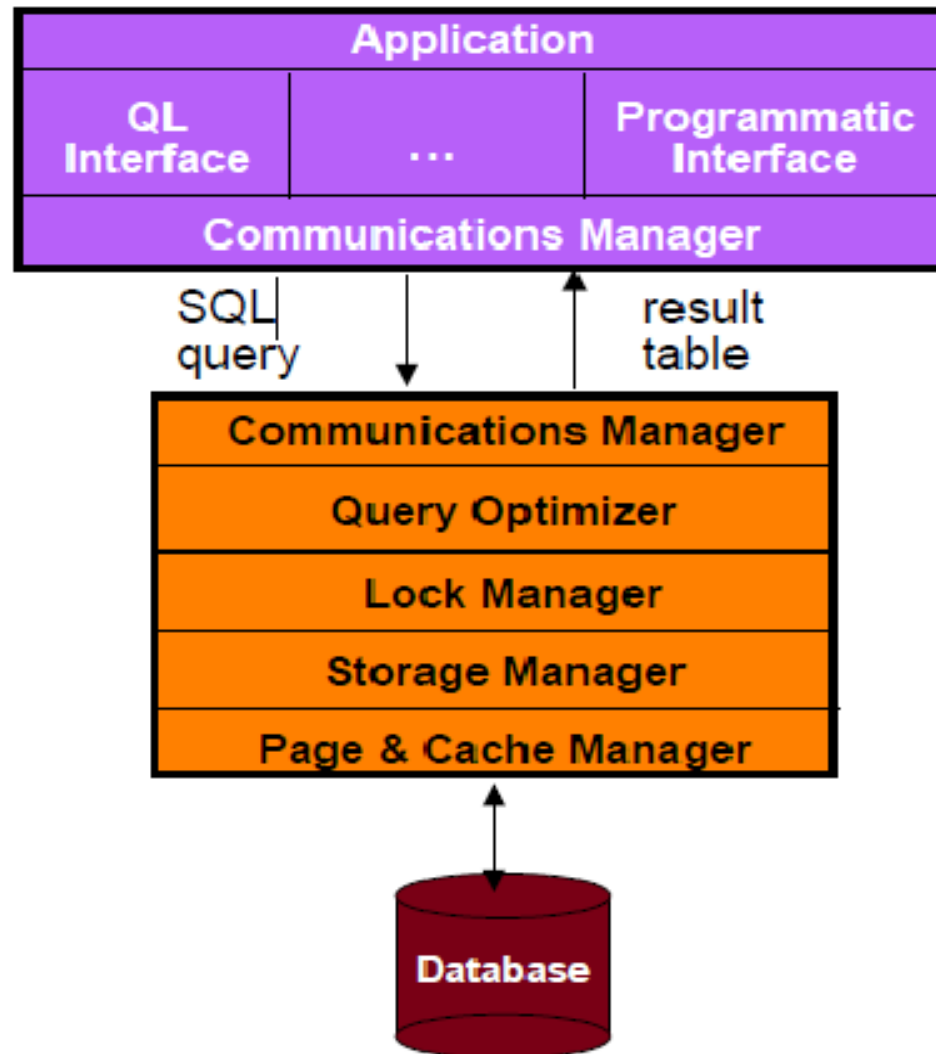 Application
QL
Interface
...
Programmatic
Interface
Communications Manager
SQL
query
result
table
Communications Manager
Query Optimizer
Lock Manager
Storage Manager
Page & Cache Manager
Database